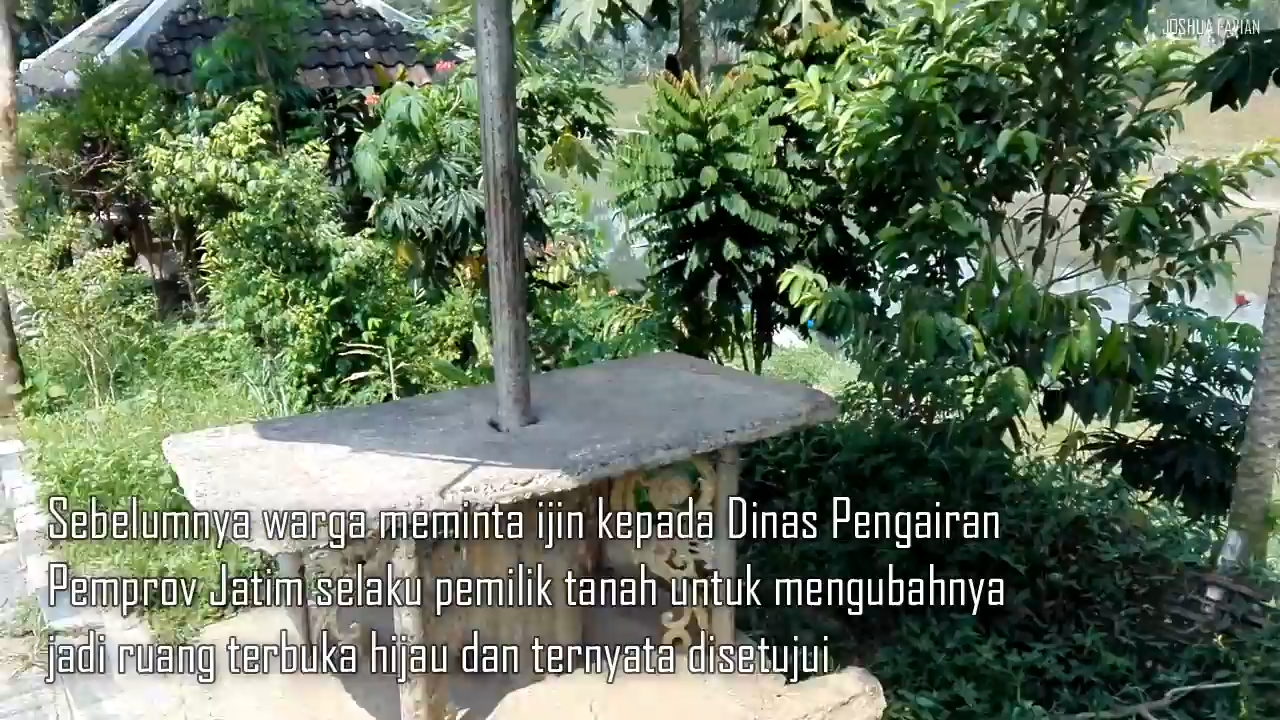 JOSHUA FAVIAN
Sebelumnya warga meminta ijin kepada Dinas Pengairan
Pemprov Jatim selaku pemilik tanah untuk mengubahnya
jadi ruang terbuka hijau dan ternyata disetujui